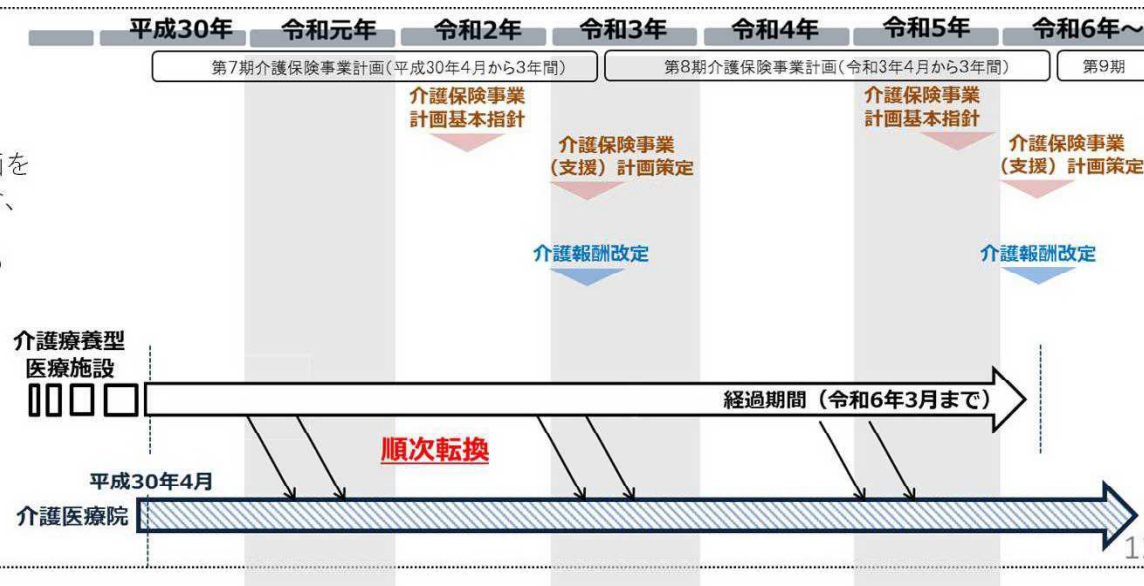 平成30年 令和元年 令和2年 令和3年 令和4年 令和5年 令和6年~
第7期介護保険事業計画(平成30年4月から3年間) 第8期介護保険事業計画(令和3年4月から3年間) 第9期
介護保険事業
計画基本指針
介護保険事業
(支援)計画策定
介護保険事業
計画基本指針
介護保険事業
(支援)計画策定
を
、
介護報酬改定
介護報酬改定
介護療養型
医療施設
経過期間(令和6年3月まで)
順次転換
平成30年4月
介護医療院